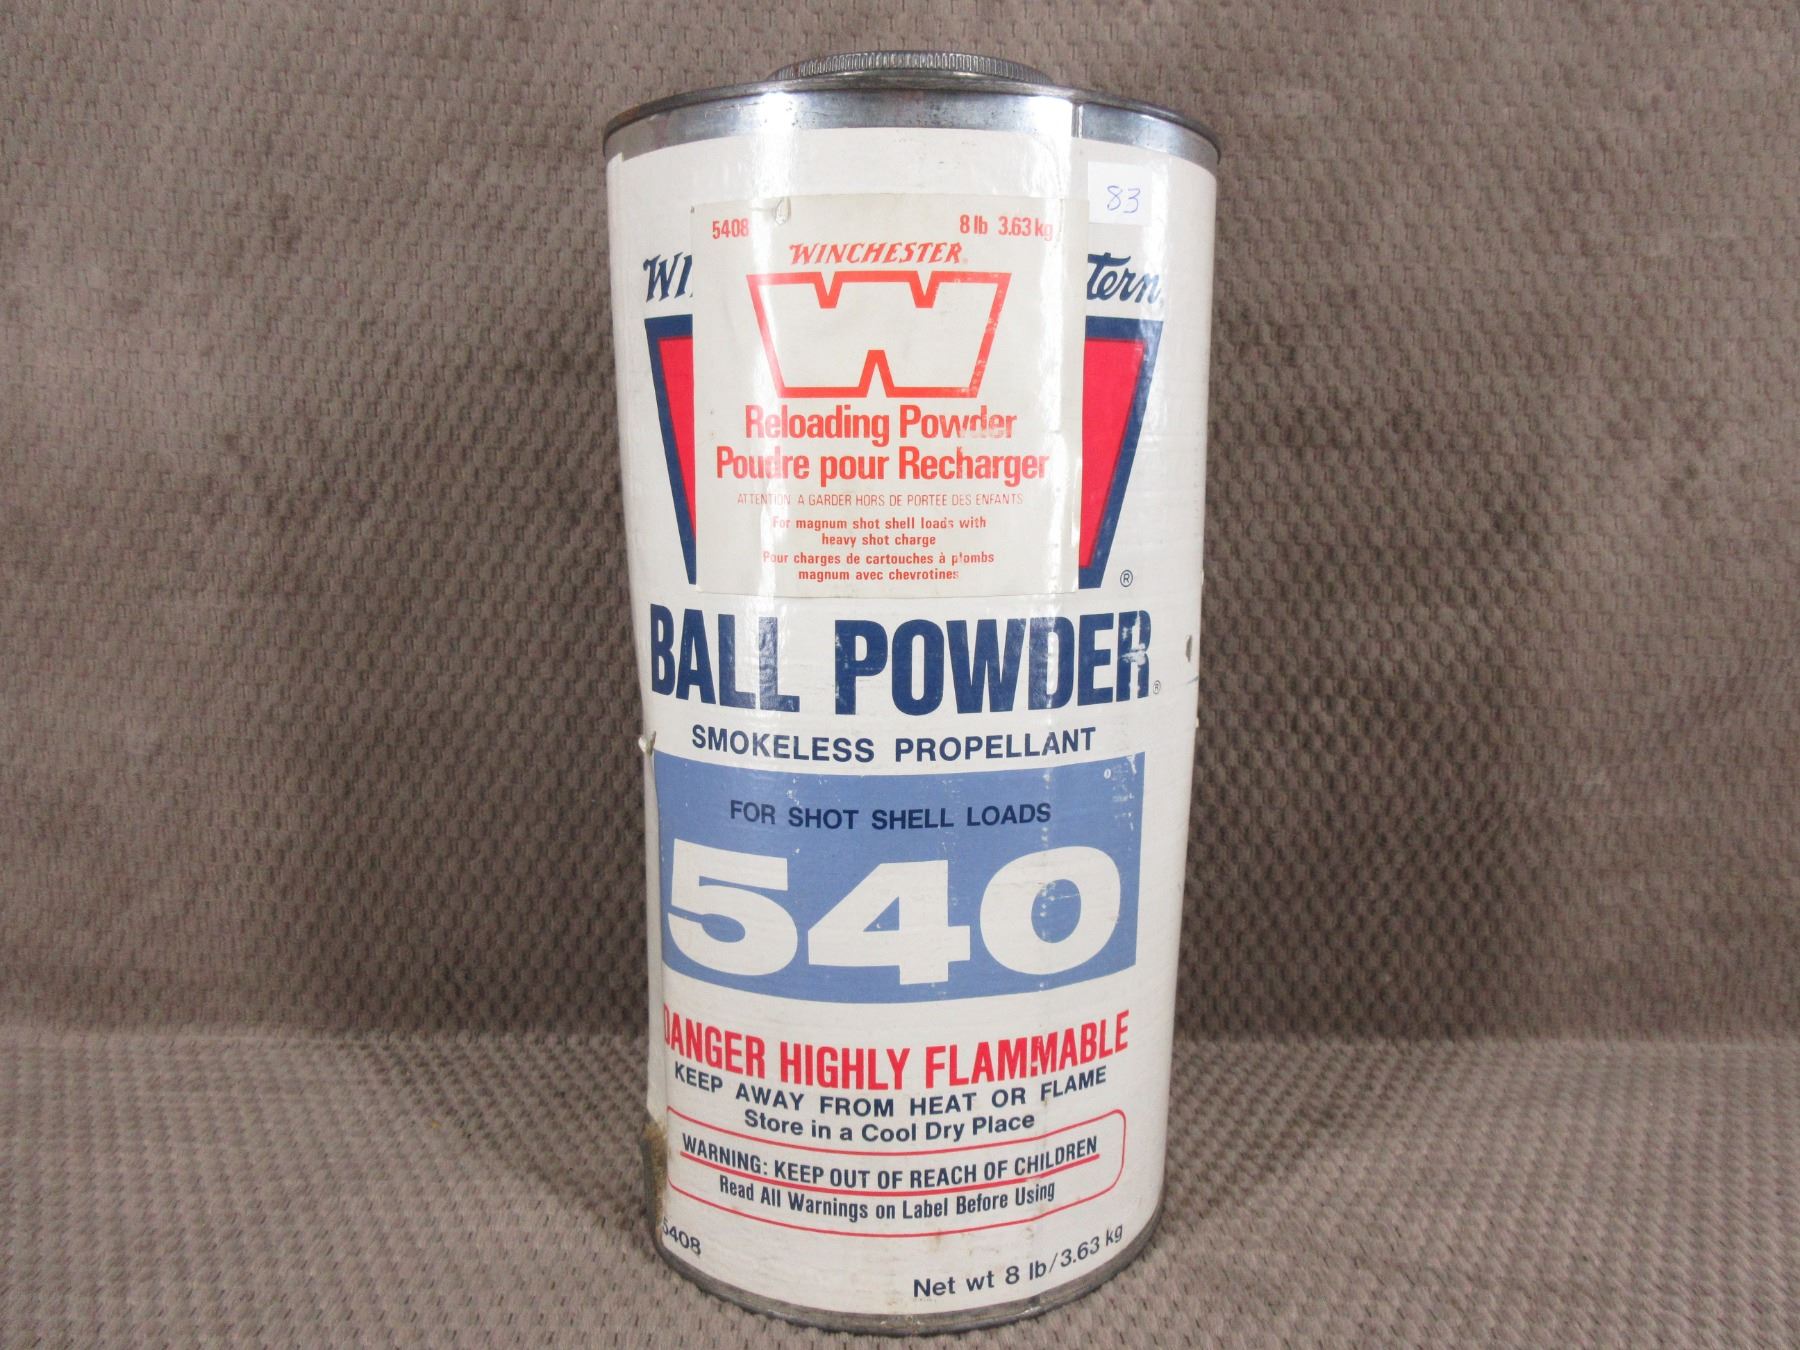 83
5408 8 lb 3.63 kg
WINCHESTER
Reloading Powder
Poudre pour Recharger
ATTENTION A GARDER HORS DE PORTEE DES ENFANTS
For magnum shot shell loads with
heavy shot charge
Pour charges de cartouches à plombs
magnum avec chevrotines
BALL POWDER®
SMOKELESS PROPELLANT
FOR SHOT SHELL LOADS
540
DANGER HIGHLY FLAMMABLE
KEEP AWAY FROM HEAT OR FLAME
Store in a Cool Dry Place
WARNING: KEEP OUT OF REACH OF CHILDREN
Read All Warnings on Label Before Using
5408
Net wt 8 lb/3.63 kg